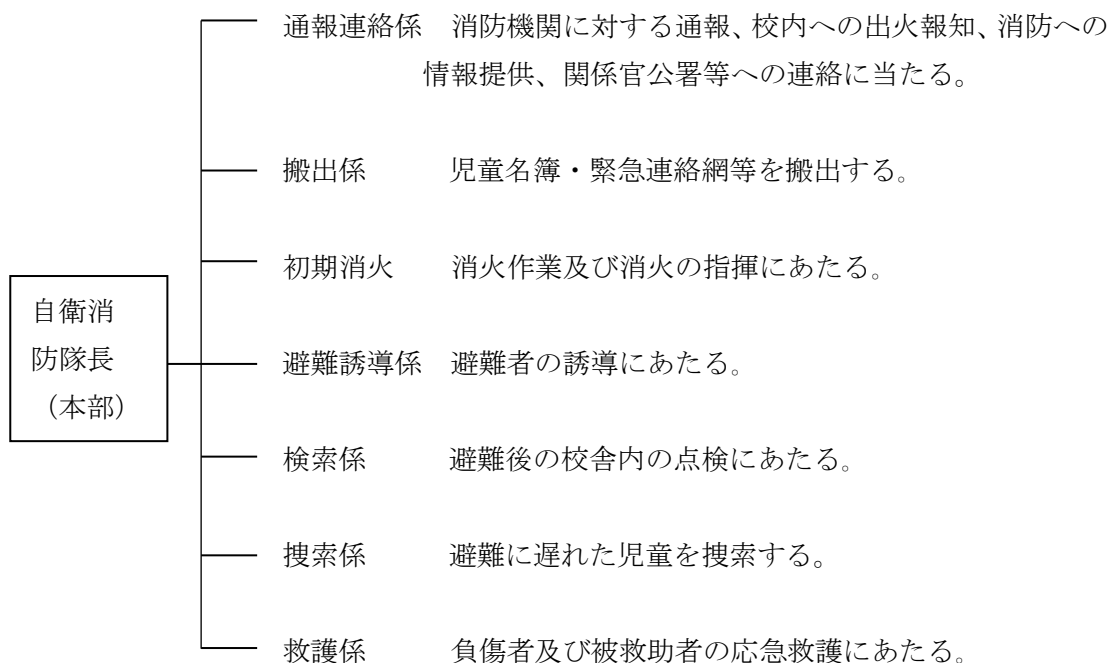 通報連絡係 消防機関に対する通報、校内への出火報知、消防への
情報提供、関係官公署等への連絡に当たる。
搬出係 児童名簿・緊急連絡網等を搬出する。
初期消火 消火作業及び消火の指揮にあたる。
自衛消
防隊長
（本部）
避難誘導係 避難者の誘導にあたる。
検索係 避難後の校舎内の点検にあたる。
捜索係 避難に遅れた児童を捜索する。
救護係 負傷者及び被救助者の応急救護にあたる。